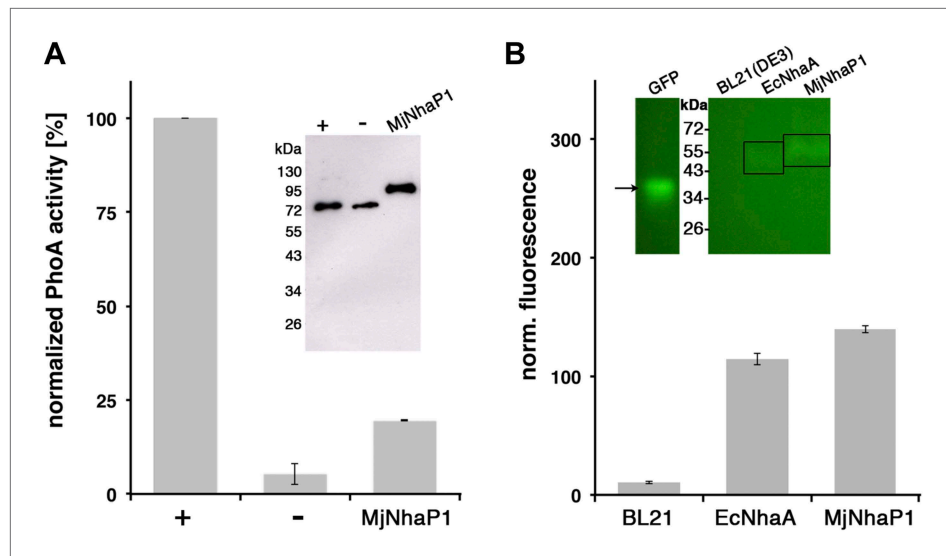 A
normalized PhoA activity [%]
100
75
50
25
0
+
-
MjNhaP1
kDa
130
95
72
55
43
34
26
+
-
MjNhaP1
B
norm. fluorescence
300
200
100
0
GFP
BL21(DE3)
EcNhaA
MjNhaP1
kDa
72-
55-
43-
34-
26-
BL21
EcNhaA
MjNhaP1